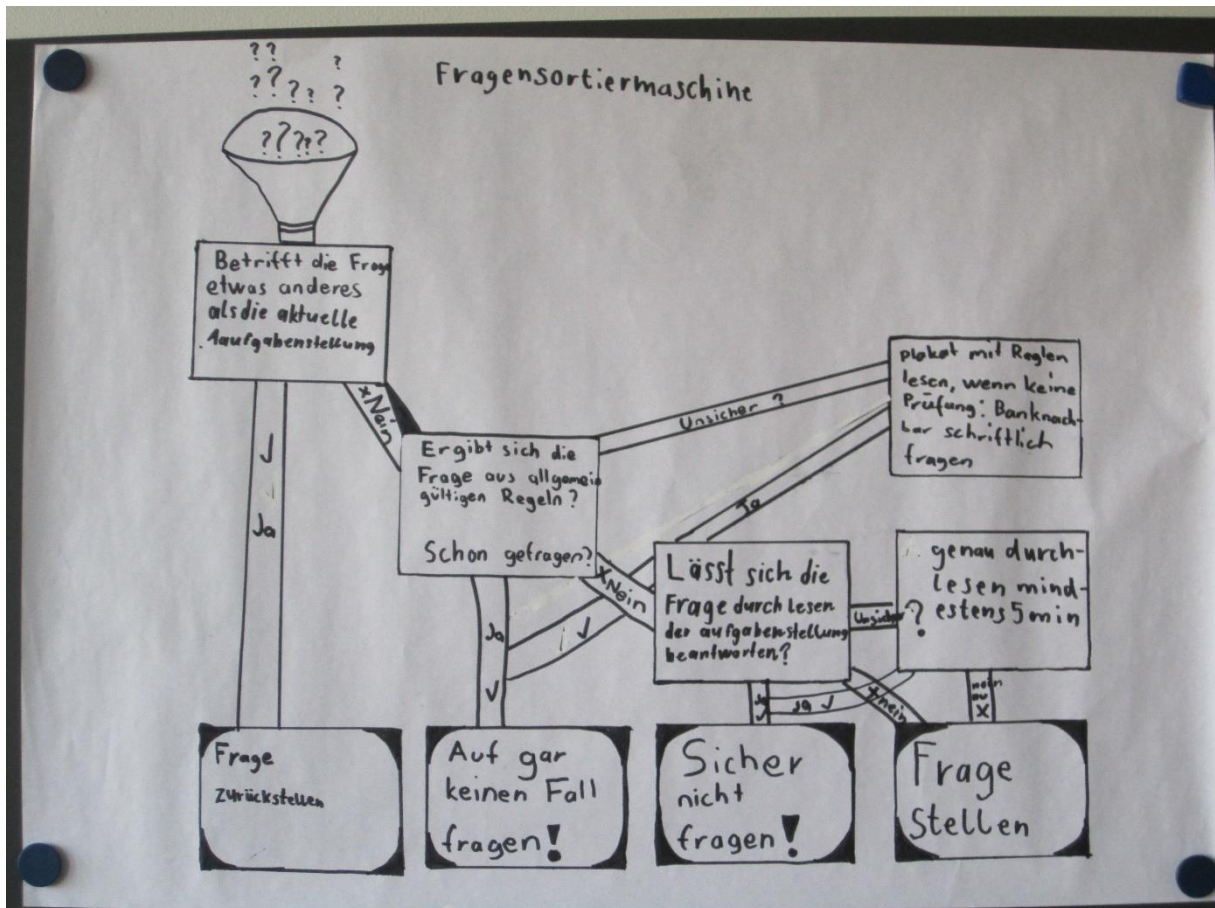 ?? ?
? ? ? ? ?
? ? ? ? ?
Fragensortiermaschine
Betrifft die Frage
etwas anderes
als die aktuelle
Aaufgabenstellung
✓
Ja
x Nein
Ergibt sich die
Frage aus allgemein
gültigen Regeln?
Schon gefragen?
Unsicher ?
plakat mit Reglen
lesen, wenn keine
Prüfung: Banknach-
bar schriftlich
fragen
Ja
✓
Ja
✓
x Nein
Lässt sich die
Frage durch lesen
der aufgabenstellung
beantworten?
Unsicher ?
genau durch-
lesen mind-
estens 5 min
Ja
✓
Ja ✓
x nein
nein
X
Frage
zurückstellen
Auf gar
keinen Fall
fragen!
Sicher
nicht
fragen!
Frage
Stellen